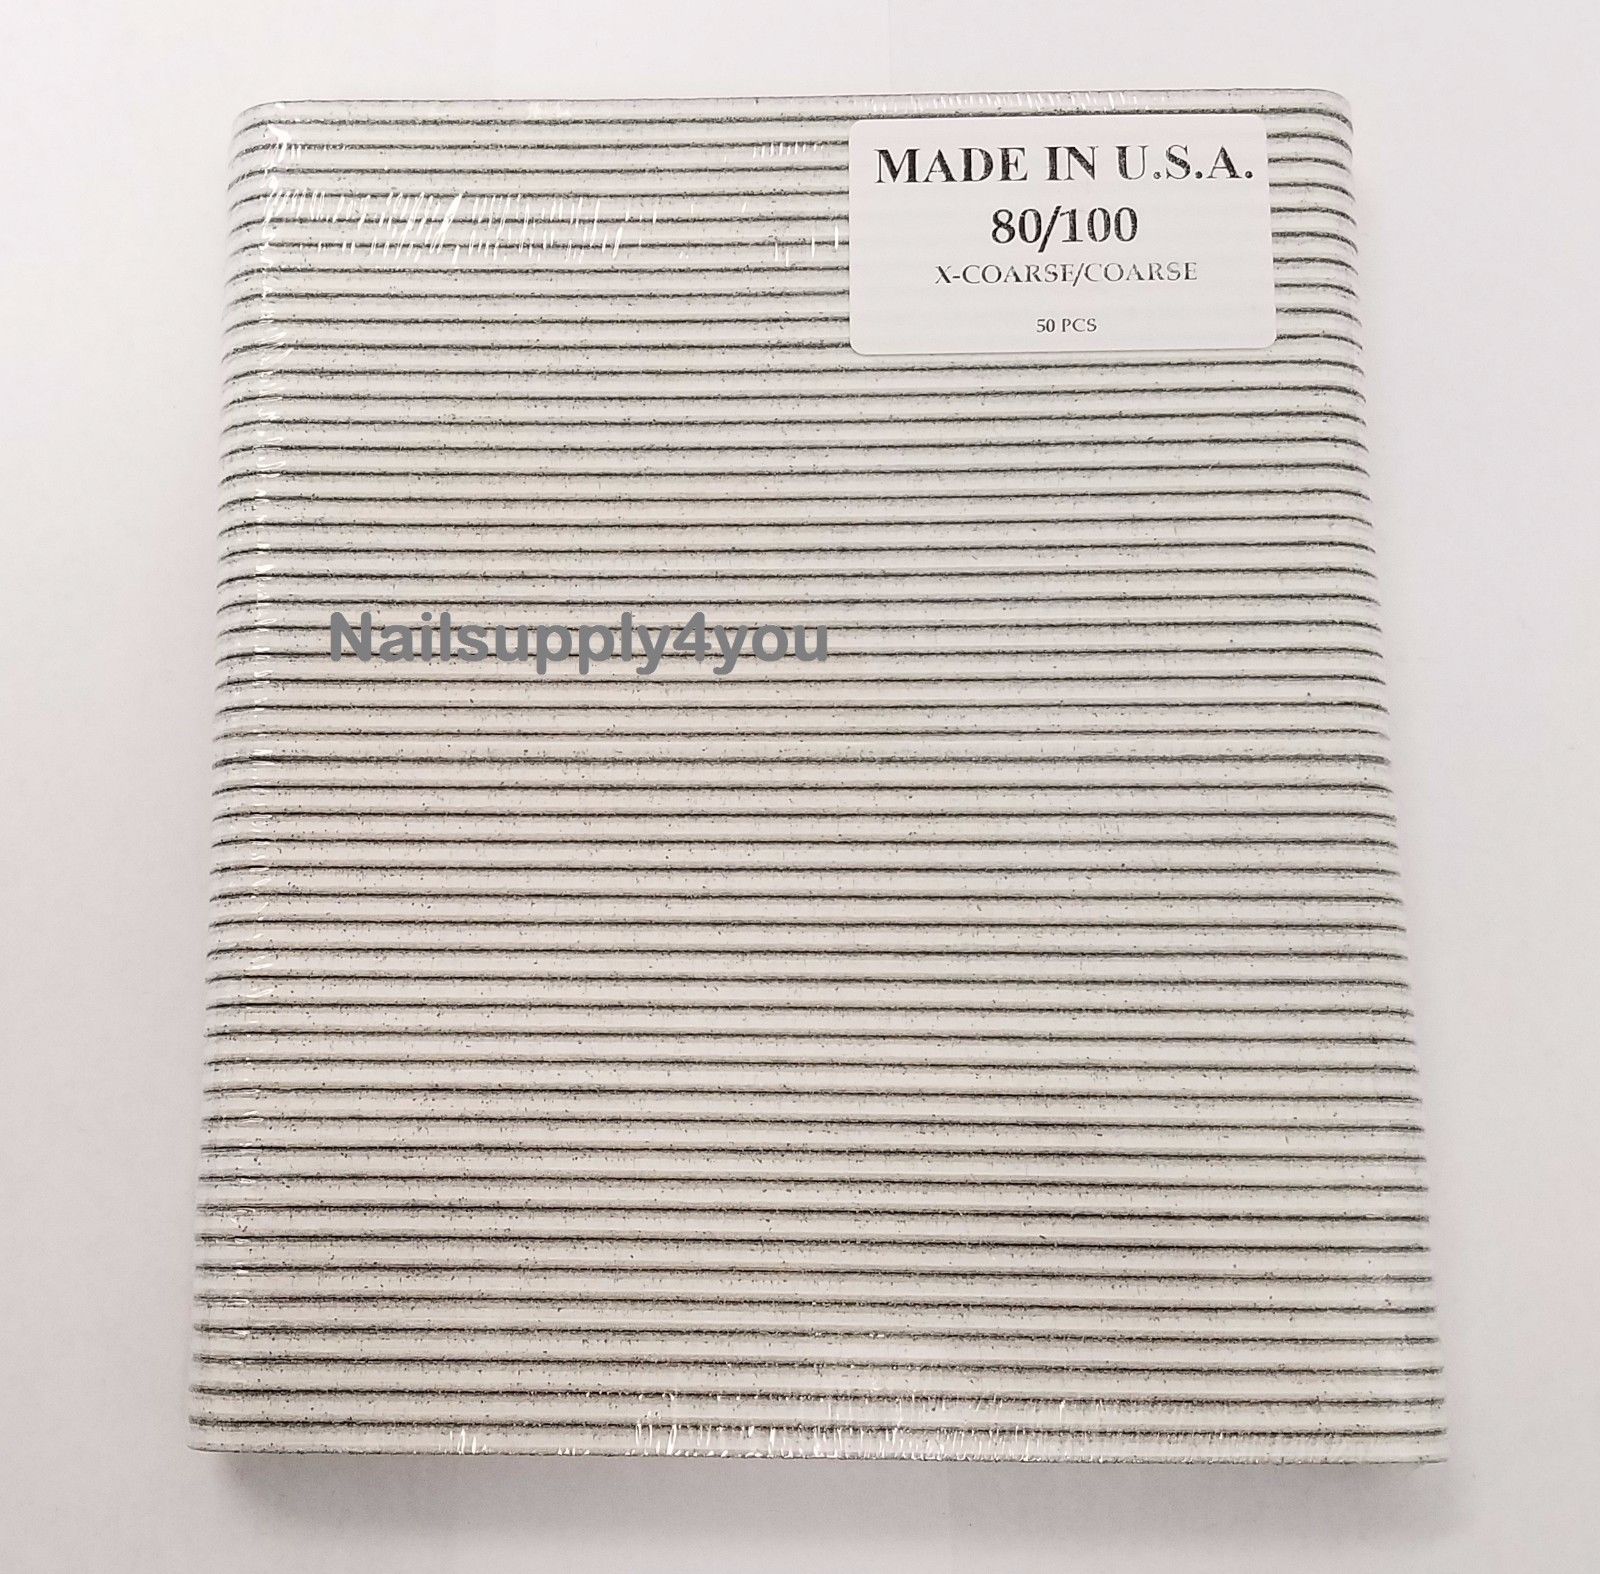 MADE IN U.S.A.
80/100
X-COARSE/COARSE
50 PCS
Nailsupply4you